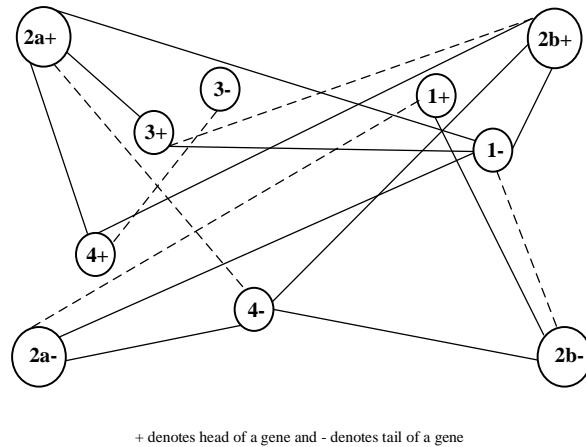 2a+
2b+
3-
1+
3+
1-
4+
4-
2a-
2b-
+ denotes head of a gene and - denotes tail of a gene